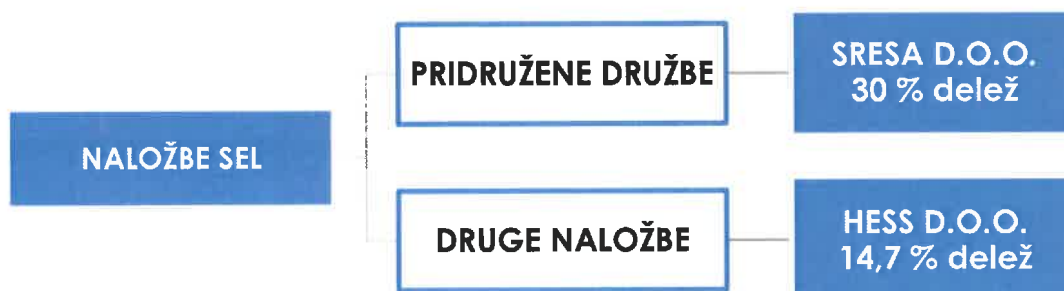 NALOŽBE SEL
PRIDRUŽENE DRUŽBE
SRESA D.O.O.
30 % delež
DRUGE NALOŽBE
HESS D.O.O.
14,7 % delež